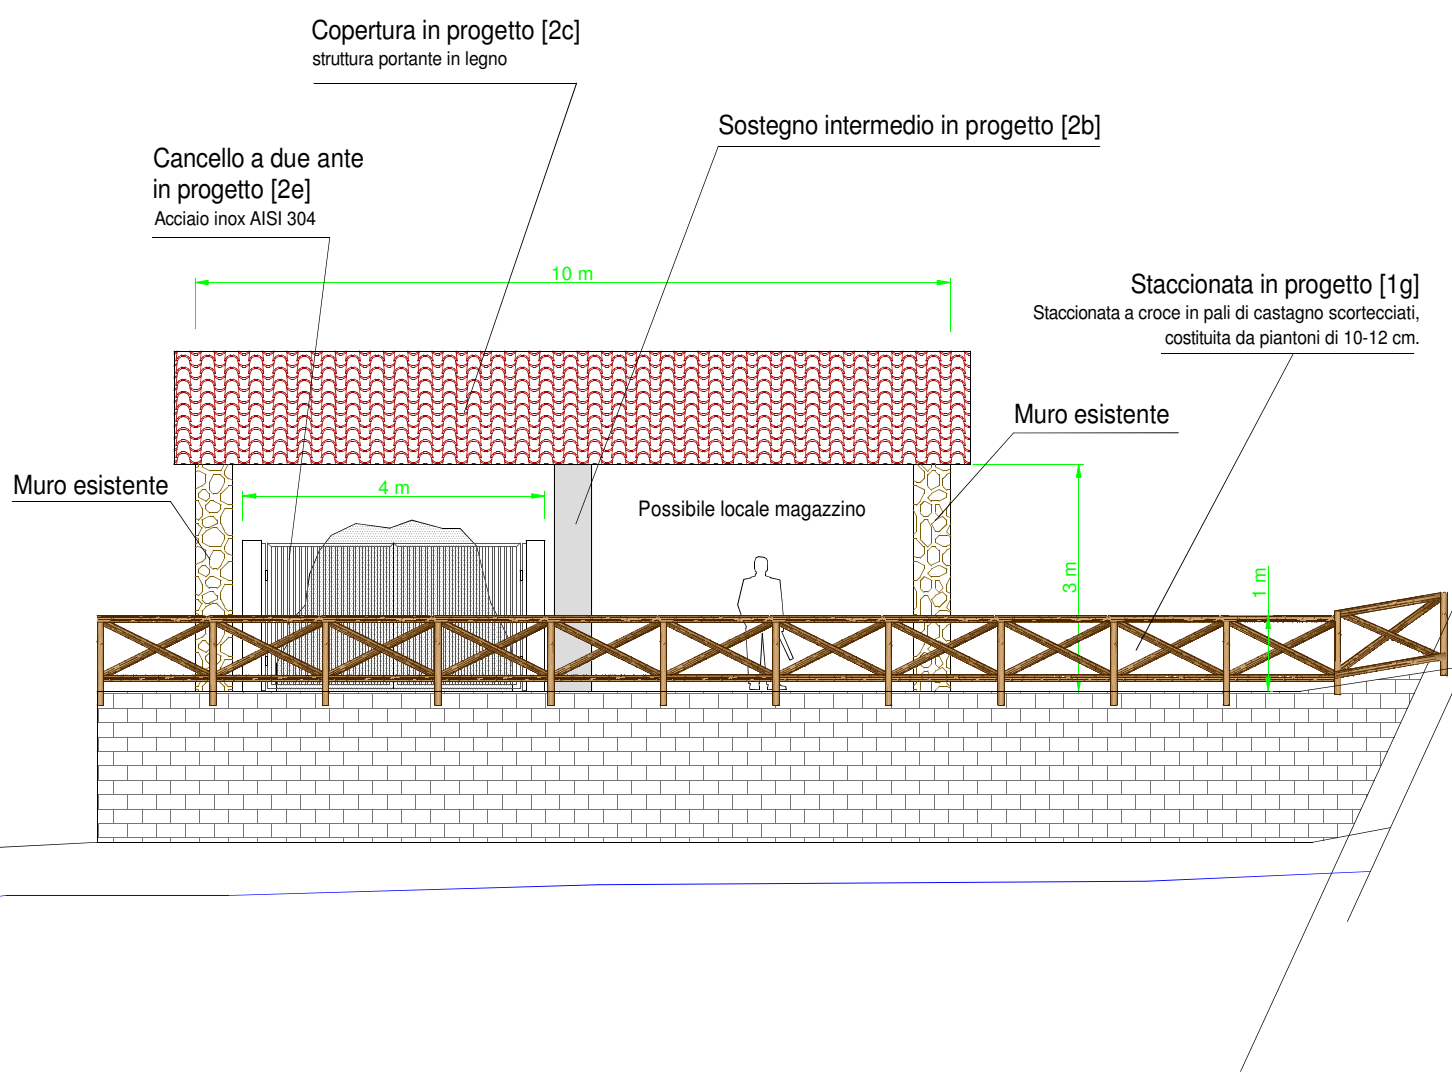 Copertura in progetto [2c]
struttura portante in legno
Sostegno intermedio in progetto [2b]
Cancello a due ante
in progetto [2e]
Acciaio inox AISI 304
10 m
Staccionata in progetto [1g]
Staccionata a croce in pali di castagno scortecciati,
costituita da piantoni di 10-12 cm.
Muro esistente
Muro esistente
4 m
Possibile locale magazzino
3 m
1 m